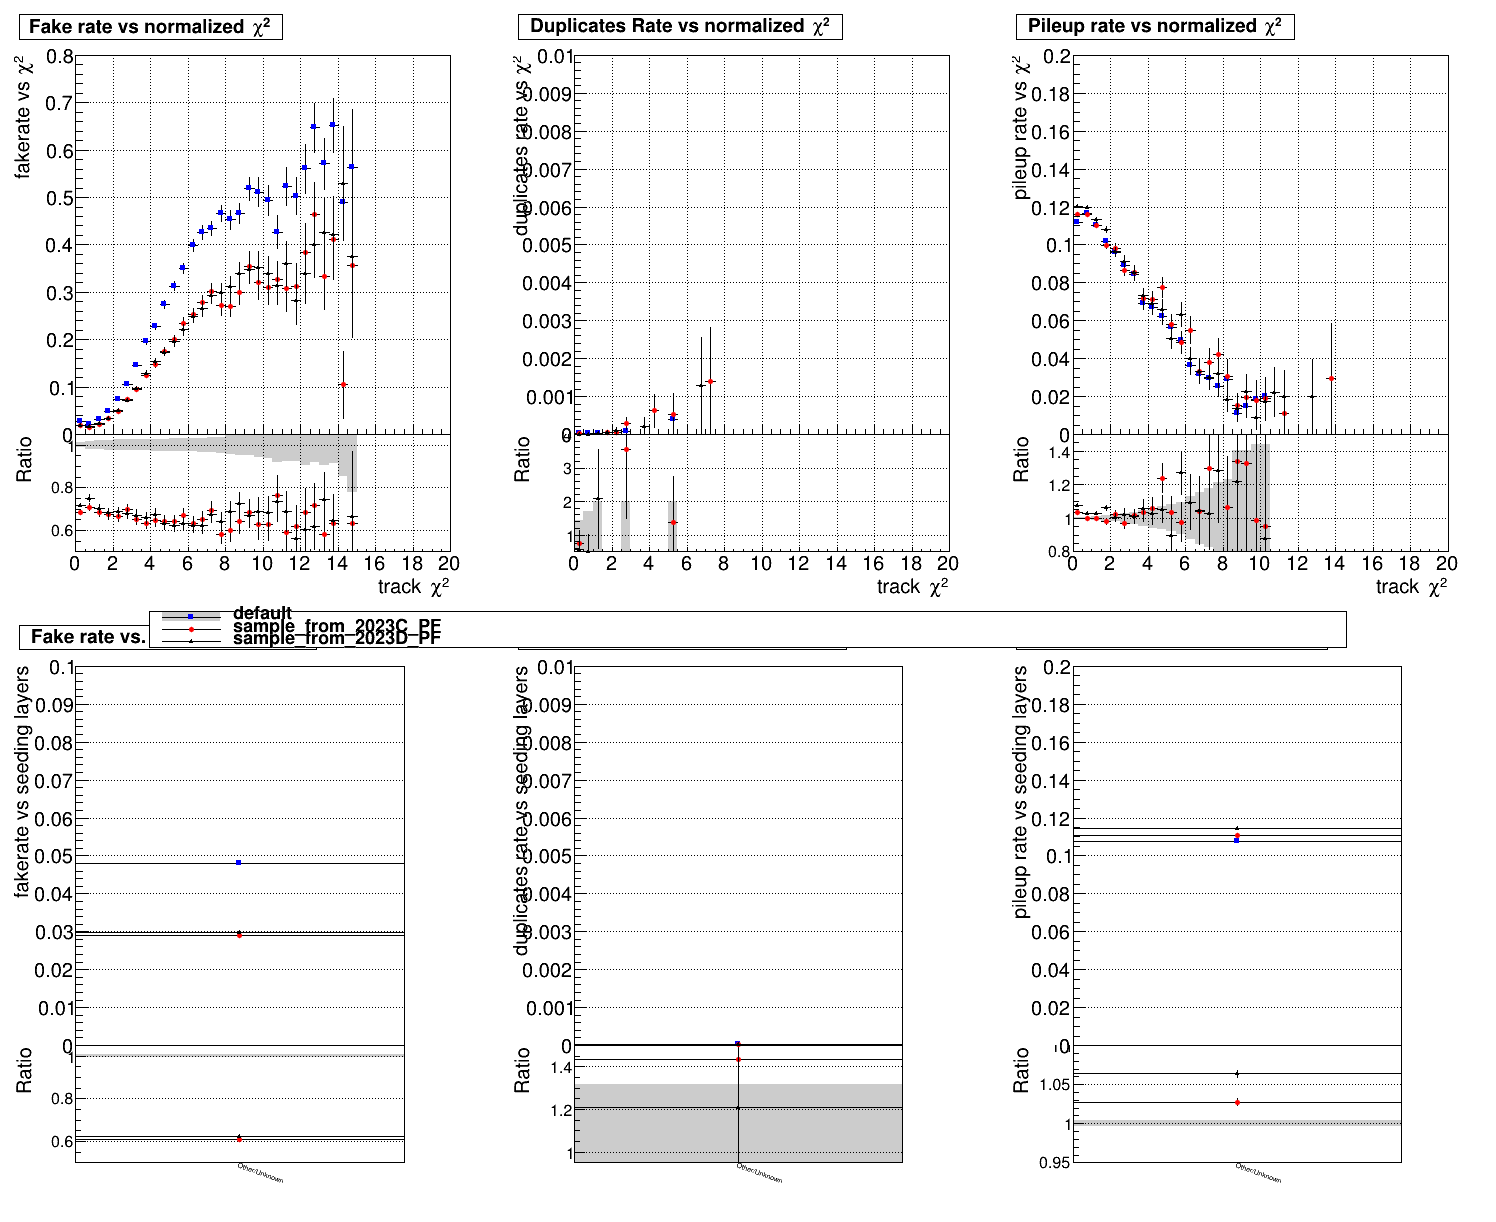 Fake rate vs normalized χ²
Duplicates Rate vs normalized χ²
Pileup rate vs normalized χ²
fakerate vs χ²
0.8
0.7
0.6
0.5
0.4
0.3
0.2
0.1
0
Ratio
1
0.8
0.6
0 2 4 6 8 10 12 14 16 18 20
track χ²
duplicates rate vs χ²
0.01
0.009
0.008
0.007
0.006
0.005
0.004
0.003
0.002
0.001
0
Ratio
3
2
1
0 2 4 6 8 10 12 14 16 18 20
track χ²
pileup rate vs χ²
0.2
0.18
0.16
0.14
0.12
0.1
0.08
0.06
0.04
0.02
0
Ratio
1.4
1.2
1
0.8
0 2 4 6 8 10 12 14 16 18 20
track χ²
default
sample_from_2023C_PF
sample_from_2023D_PF
Fake rate vs.
fakerate vs seeding layers
0.1
0.09
0.08
0.07
0.06
0.05
0.04
0.03
0.02
0.01
0
Ratio
1
0.8
0.6
Other/Unknown
duplicates rate vs seeding layers
0.01
0.009
0.008
0.007
0.006
0.005
0.004
0.003
0.002
0.001
0
Ratio
1.4
1.2
1
Other/Unknown
pileup rate vs seeding layers
0.2
0.18
0.16
0.14
0.12
0.1
0.08
0.06
0.04
0.02
0
Ratio
1.05
1
0.95
Other/Unknown